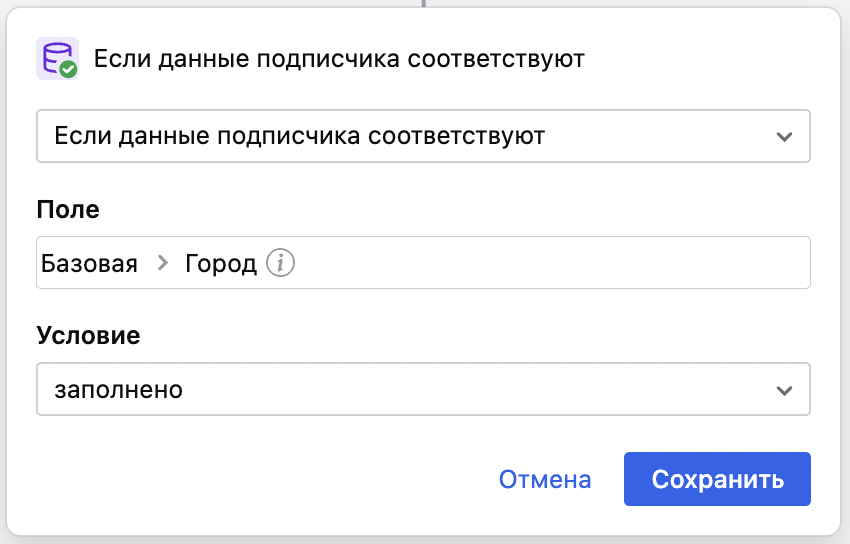 Если данные подписчика соответствуют
Если данные подписчика соответствуют
Поле
Базовая > Город i
Условие
заполнено
Отмена Сохранить